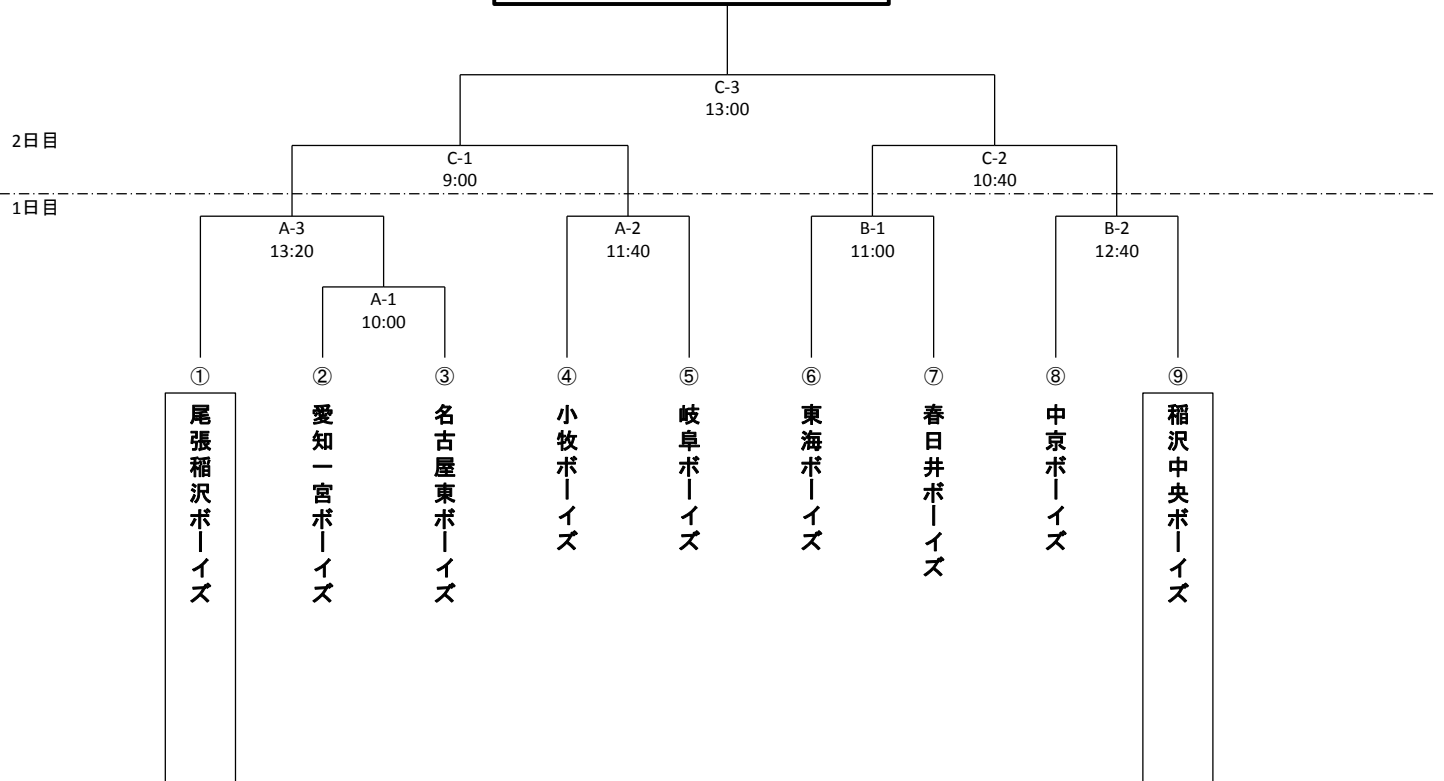 C-3
13:00
2日目
C-1
9:00
C-2
10:40
1日目
A-3
13:20
A-2
11:40
B-1
11:00
B-2
12:40
A-1
10:00
①
②
③
④
⑤
⑥
⑦
⑧
⑨
尾張稲沢ボーイズ
愛知一宮ボーイズ
名古屋東ボーイズ
小牧ボーイズ
岐阜ボーイズ
東海ボーイズ
春日井ボーイズ
中京ボーイズ
稲沢中央ボーイズ